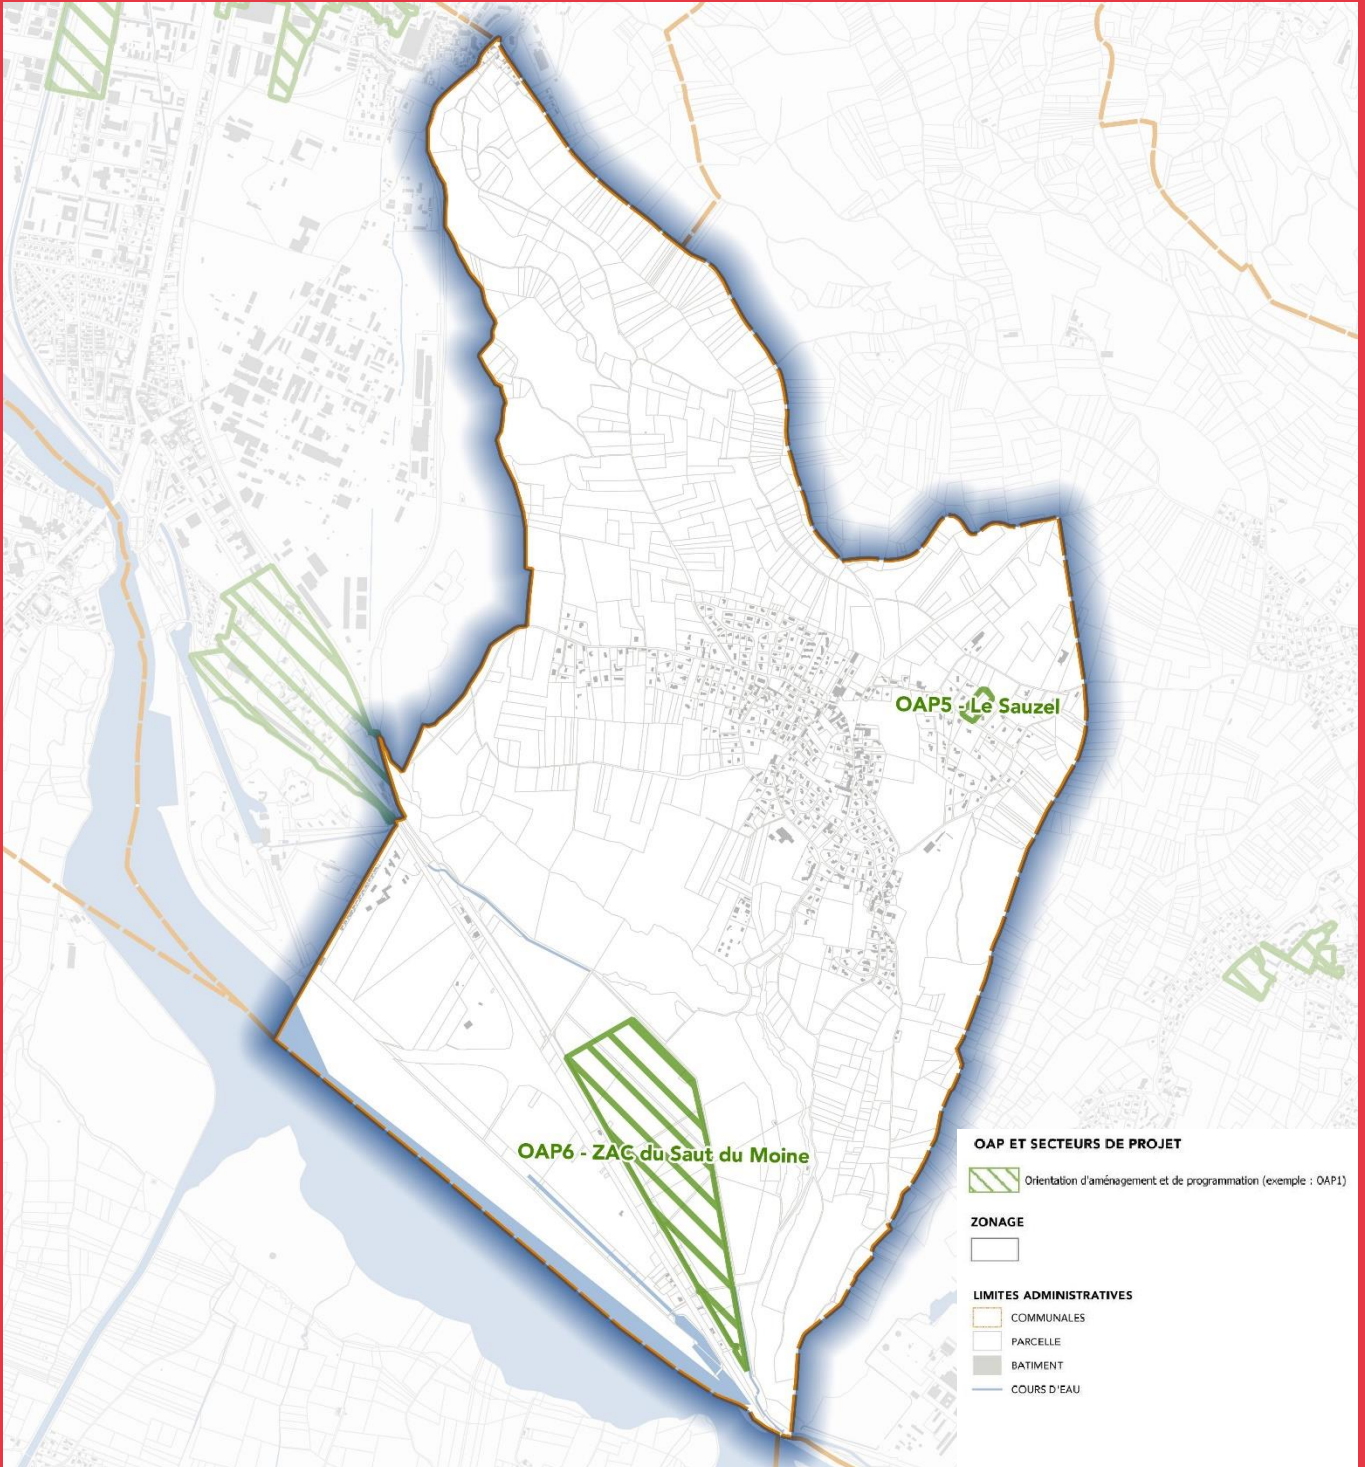 OAP5 - Le Sauzel
OAP6 - ZAC du Saut du Moine
OAP ET SECTEURS DE PROJET
Orientation d'aménagement et de programmation (exemple : OAP1)
ZONAGE
LIMITES ADMINISTRATIVES
COMMUNALES
PARCELLE
BATIMENT
COURS D'EAU